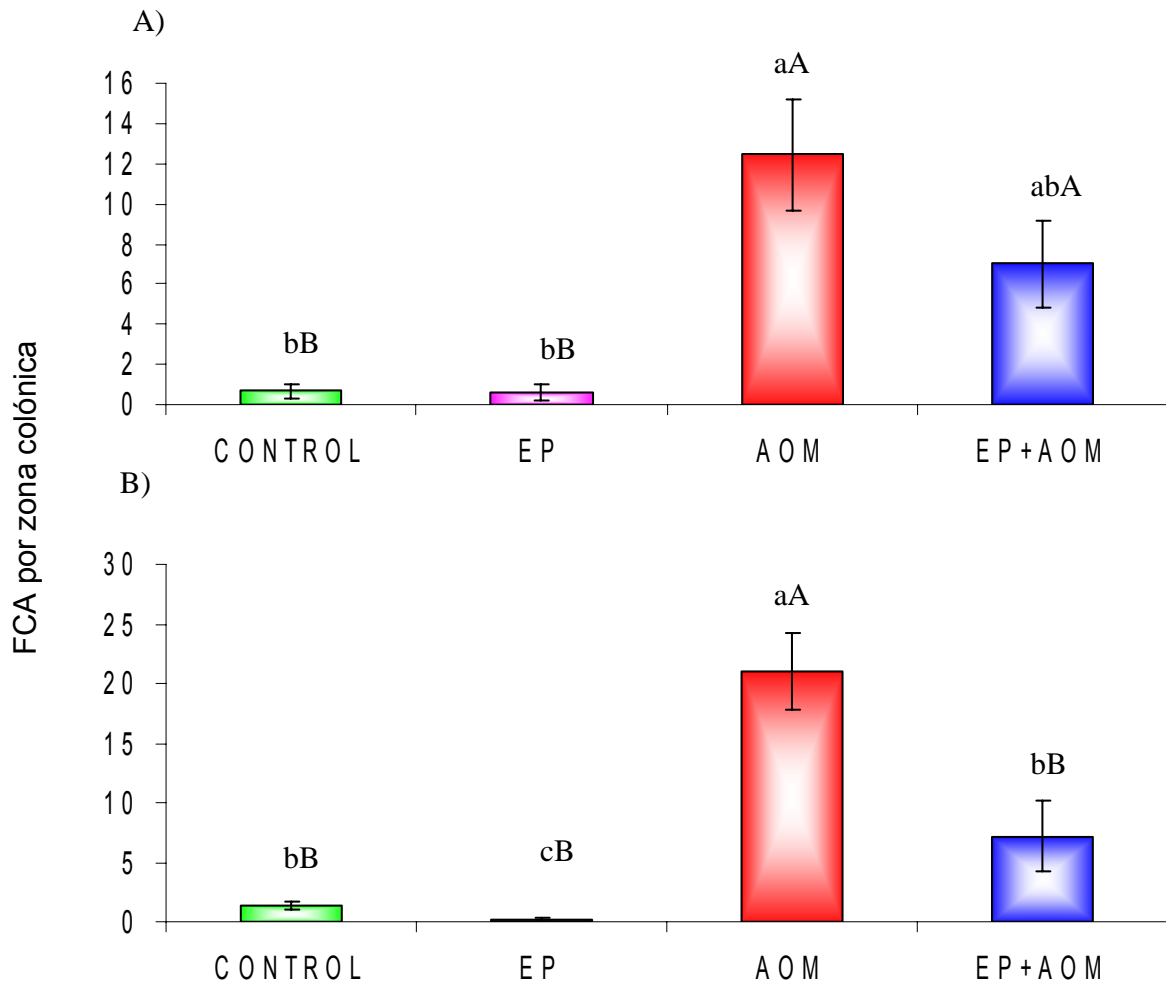 A)
aA
16
14
12
10
8
6
4
2
0
abA
bB bB
CONTROL EP AOM EP+AOM
FCA por zona colónica
B)
30
25
20
15
10
5
0
aA
bB
bB cB
CONTROL EP AOM EP+AOM